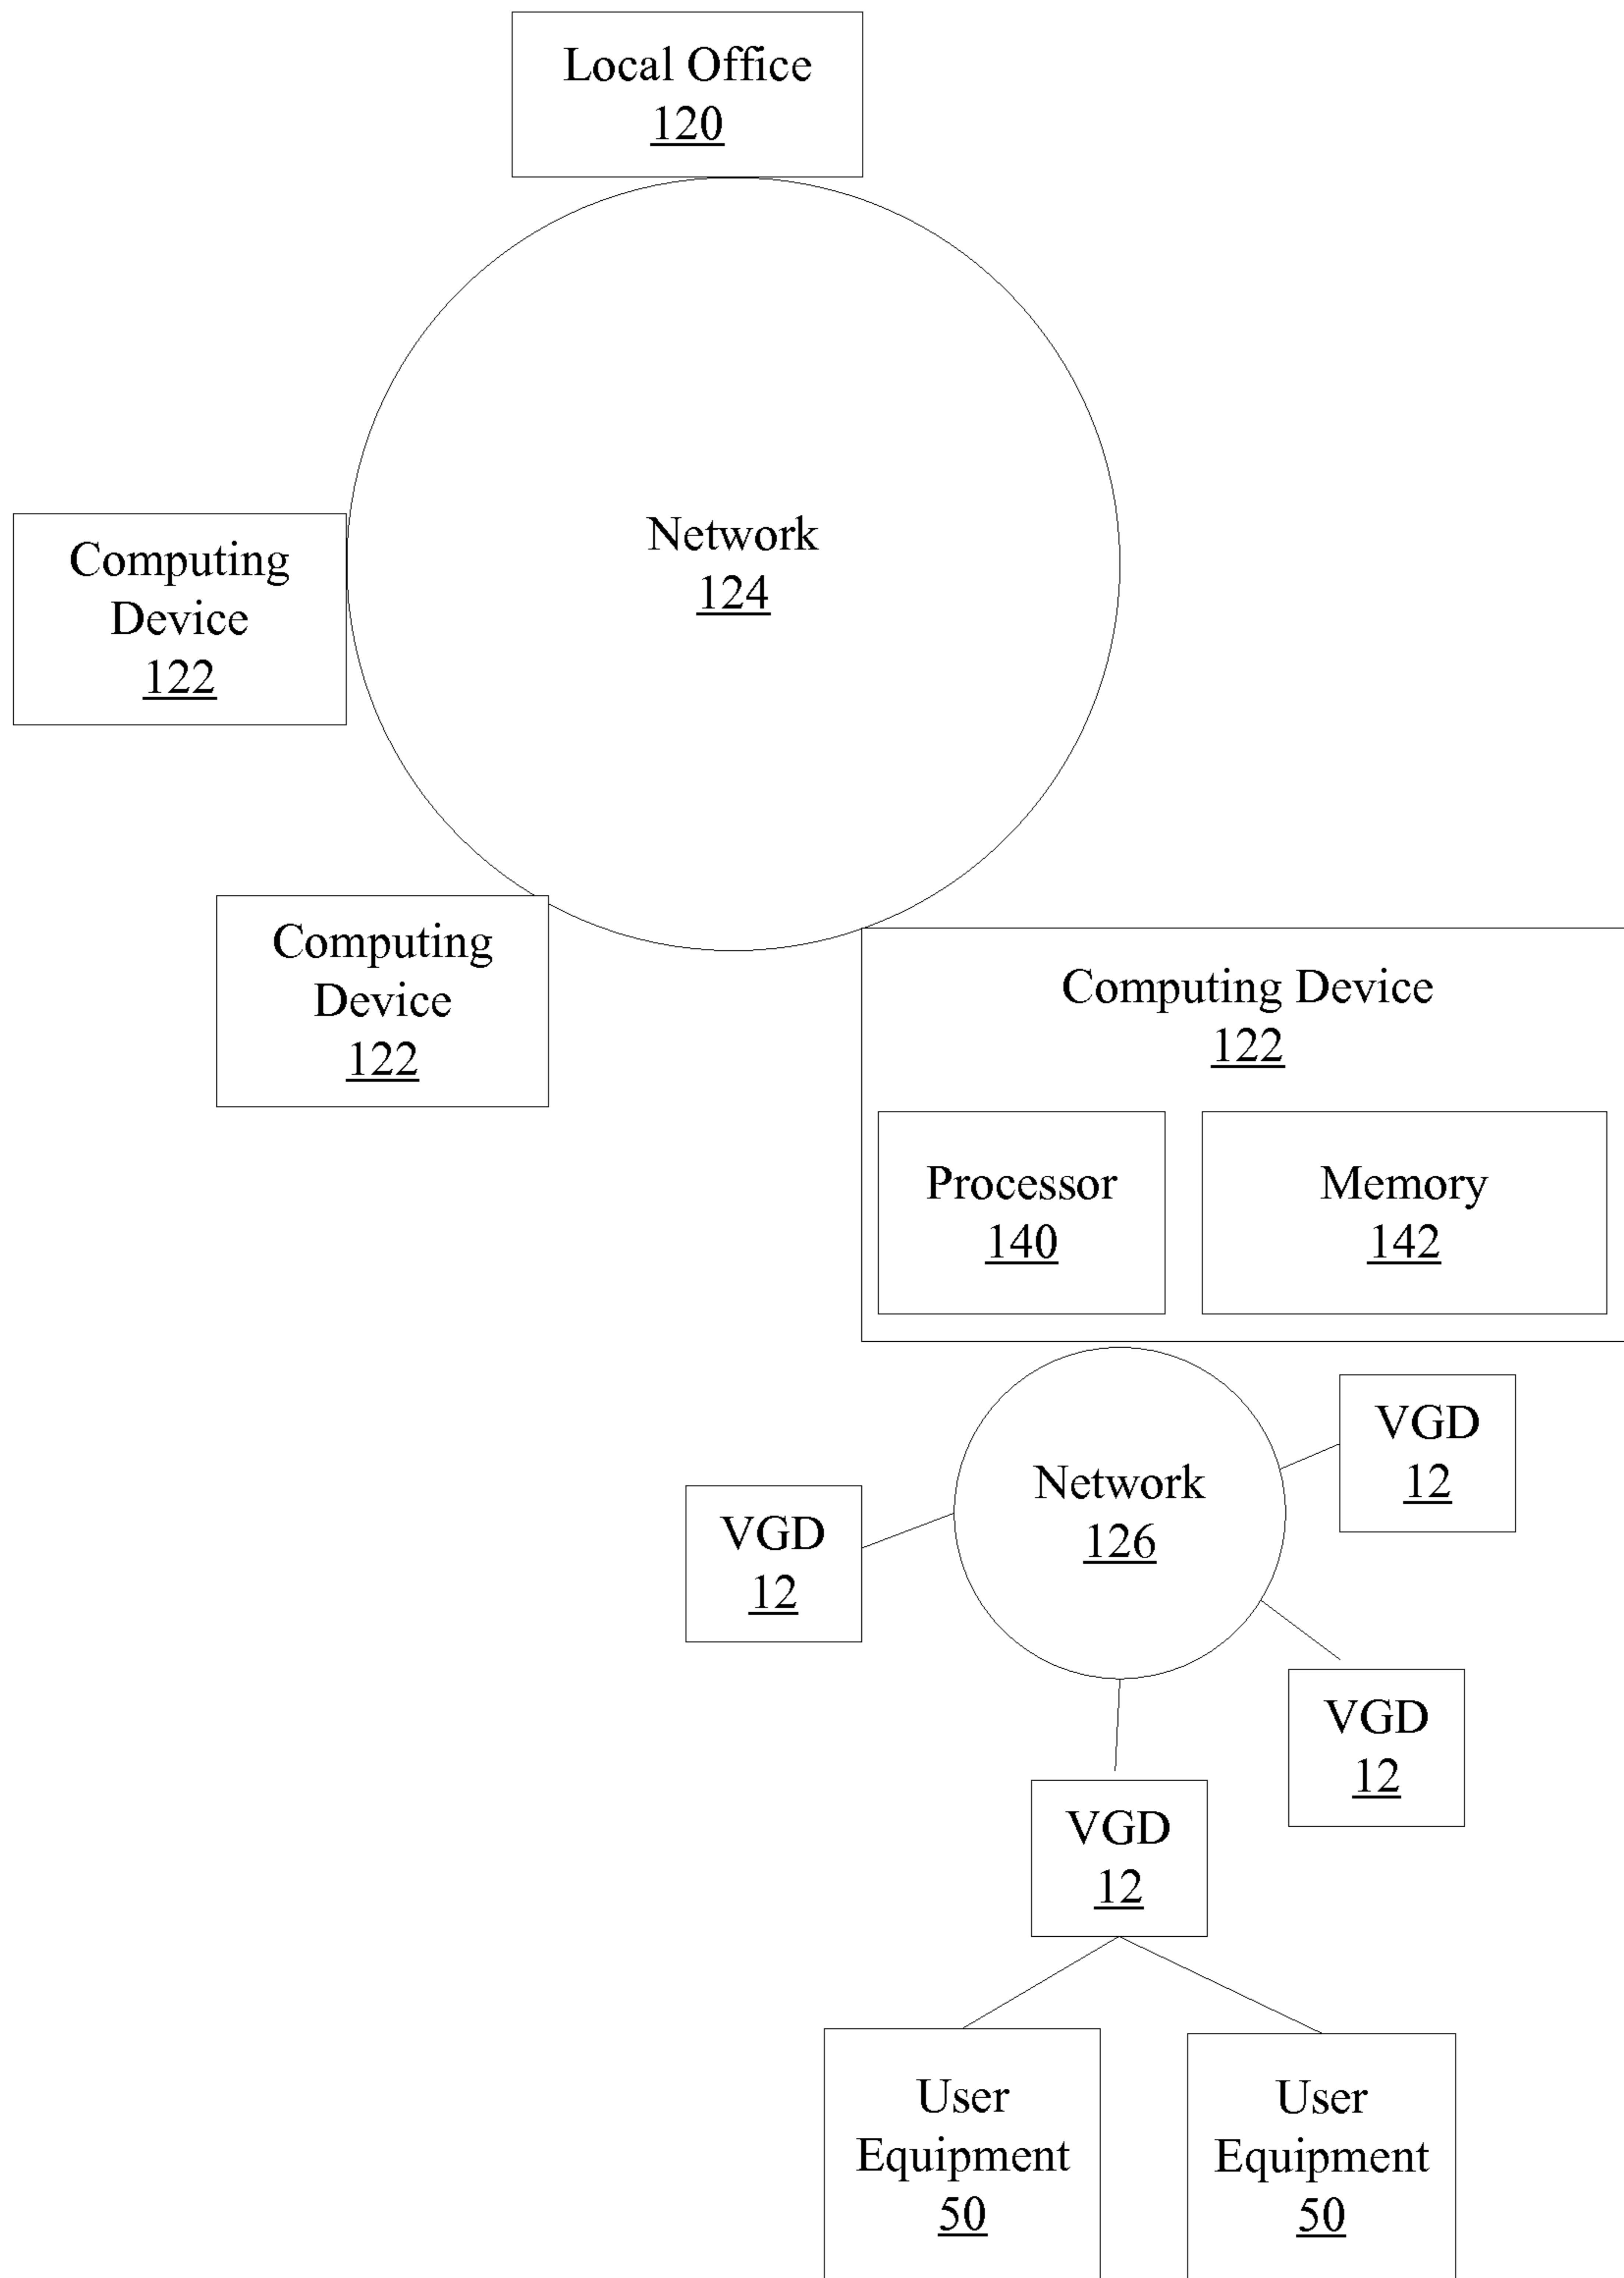 Local Office
120
Network
124
Computing
Device
122
Computing
Device
122
Computing Device
122
Processor
140
Memory
142
VGD
12
Network
126
VGD
12
VGD
12
VGD
12
User
Equipment
50
User
Equipment
50